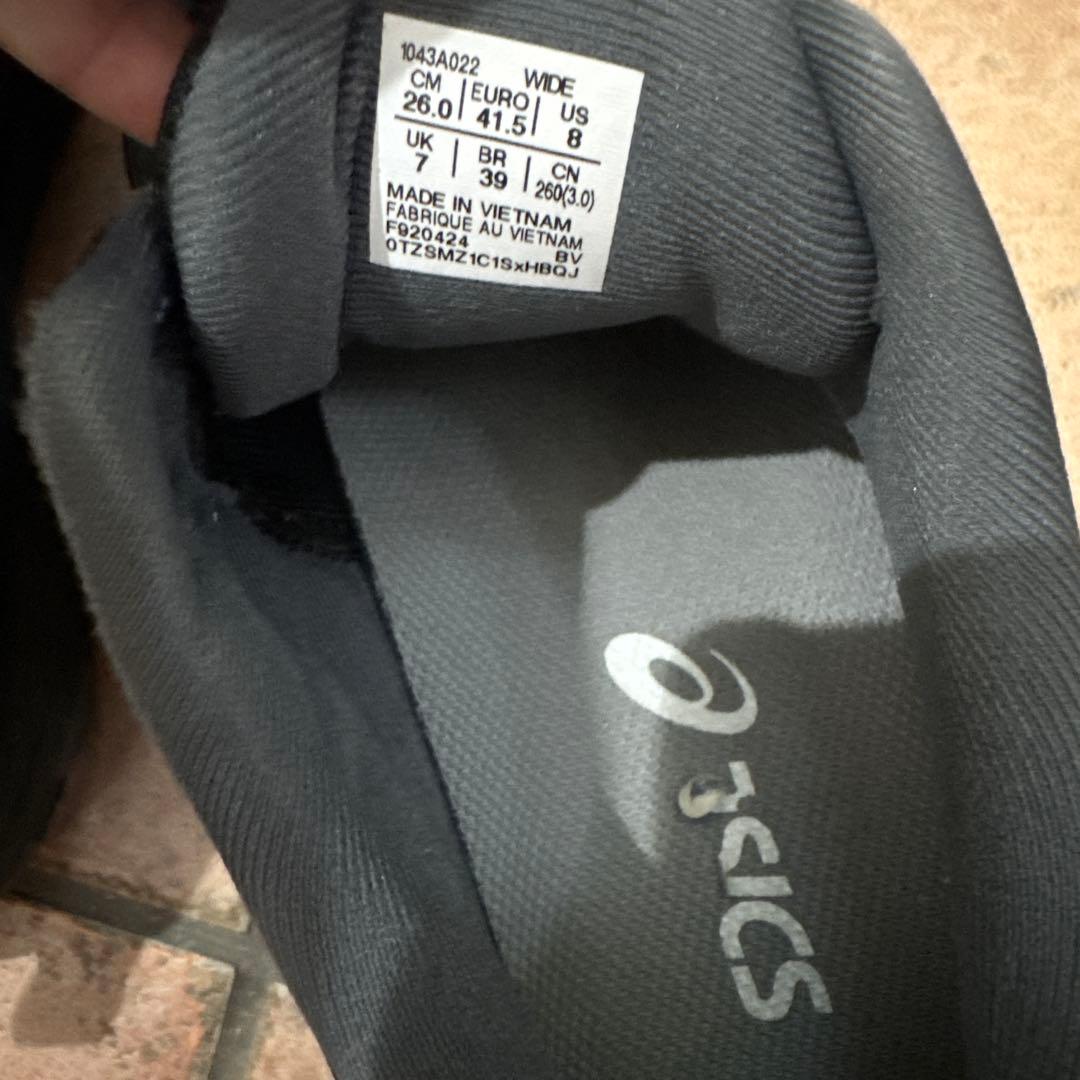 1043A022 WIDE
CM | EURO | US
26.0 | 41.5 | 8
UK | BR | CN
7 | 39 | 260(3.0)
MADE IN VIETNAM
FABRIQUE AU VIETNAM
F920424 BV
0TZSMZ1C1SxHBQJ
asics